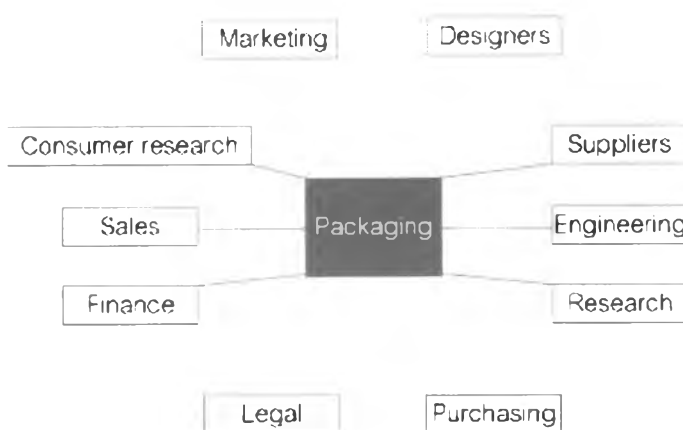 Marketing
Designers
Consumer research
Suppliers
Sales
Packaging
Engineering
Finance
Research
Legal
Purchasing